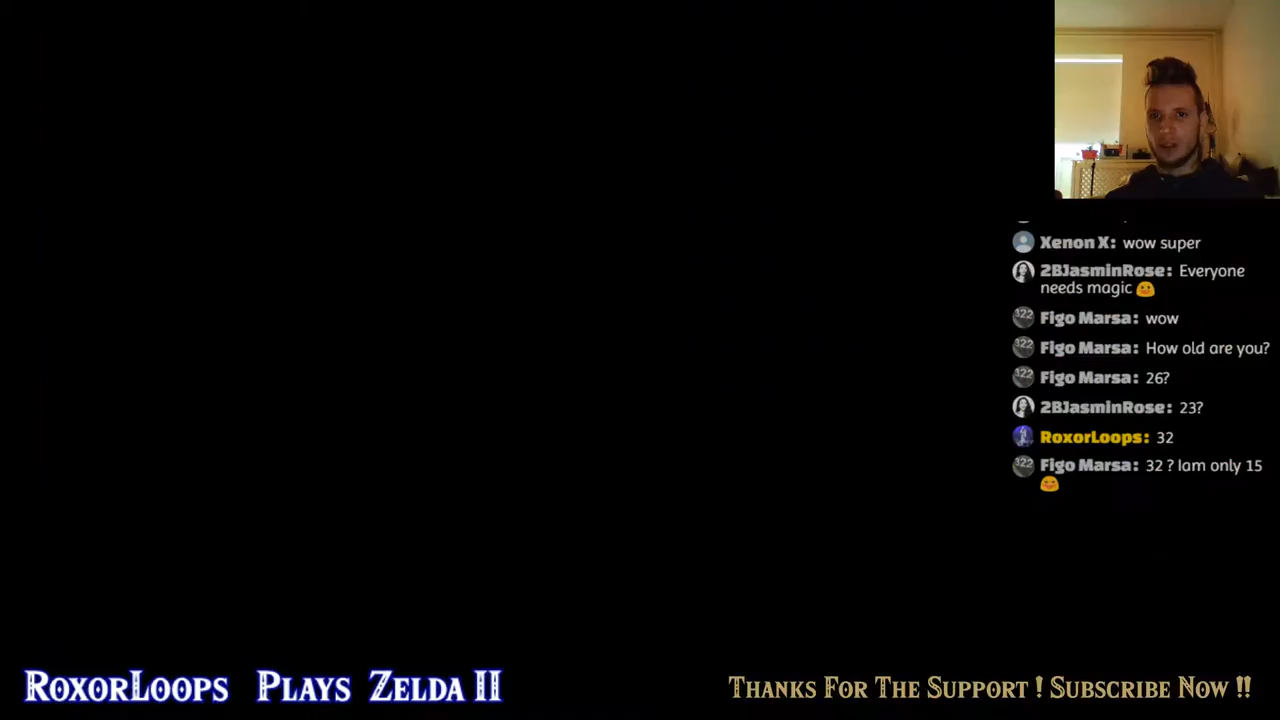 Xenon X: wow super
2BJasminRose: Everyone
needs magic
Figo Marsa: wow
Figo Marsa: How old are you?
Figo Marsa: 26?
2BJasminRose: 23?
RoxorLoops: 32
Figo Marsa: 32 ? Iam only 15
RoxorLoops Plays Zelda II
Thanks For The Support ! Subscribe Now !!